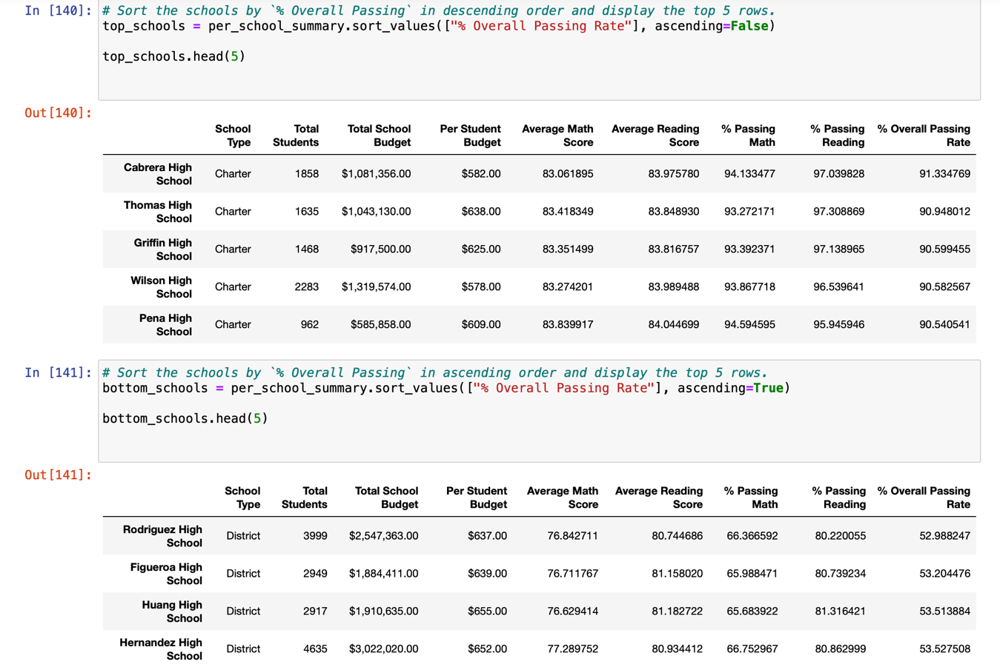 In [140]: # Sort the schools by `% Overall Passing` in descending order and display the top 5 rows.
top_schools = per_school_summary.sort_values(["% Overall Passing Rate"], ascending=False)
top_schools.head(5)
Out[140]:
School Type Total Students Total School Budget Per Student Budget Average Math Score Average Reading Score % Passing Math % Passing Reading % Overall Passing Rate
Cabrera High School Charter 1858 $1,081,356.00 $582.00 83.061895 83.975780 94.133477 97.039828 91.334769
Thomas High School Charter 1635 $1,043,130.00 $638.00 83.418349 83.848930 93.272171 97.308869 90.948012
Griffin High School Charter 1468 $917,500.00 $625.00 83.351499 83.816757 93.392371 97.138965 90.599455
Wilson High School Charter 2283 $1,319,574.00 $578.00 83.274201 83.989488 93.867718 96.539641 90.582567
Pena High School Charter 962 $585,858.00 $609.00 83.839917 84.044699 94.594595 95.945946 90.540541
In [141]: # Sort the schools by `% Overall Passing` in ascending order and display the top 5 rows.
bottom_schools = per_school_summary.sort_values(["% Overall Passing Rate"], ascending=True)
bottom_schools.head(5)
Out[141]:
School Type Total Students Total School Budget Per Student Budget Average Math Score Average Reading Score % Passing Math % Passing Reading % Overall Passing Rate
Rodriguez High School District 3999 $2,547,363.00 $637.00 76.842711 80.744686 66.366592 80.220055 52.988247
Figueroa High School District 2949 $1,884,411.00 $639.00 76.711767 81.158020 65.988471 80.739234 53.204476
Huang High School District 2917 $1,910,635.00 $655.00 76.629414 81.182722 65.683922 81.316421 53.513884
Hernandez High School District 4635 $3,022,020.00 $652.00 77.289752 80.934412 66.752967 80.862999 53.527508